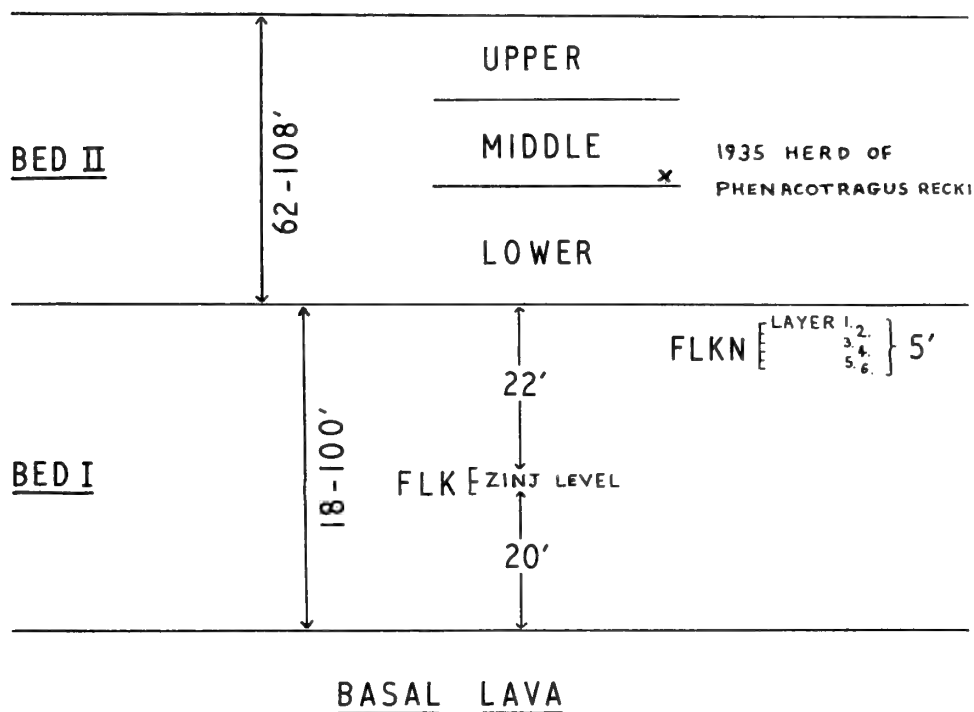 UPPER
BED II
62-108'
MIDDLE
x
1935 HERD OF
PHENACOTRAGUS RECKI
LOWER
FLKN [ LAYER 1. 2. 3. 4. 5. 6. } 5'
22'
BED I
18-100'
FLK E ZINJ LEVEL
20'
BASAL LAVA